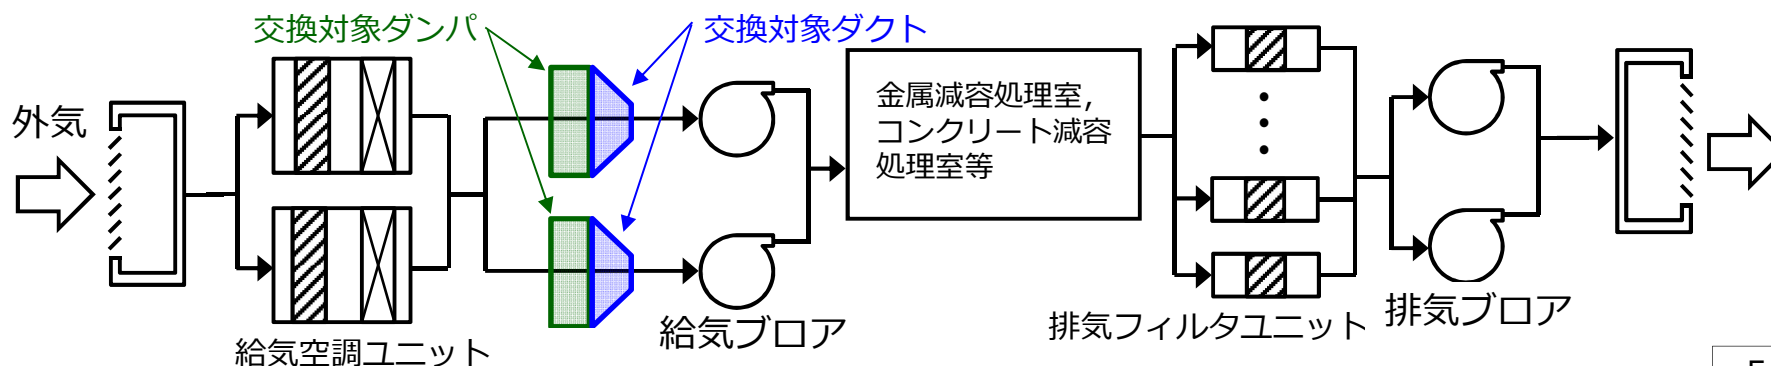 交換対象ダンパ
交換対象ダクト
外気
金属減容処理室,
コンクリート減容
処理室等
給気空調ユニット
給気ブロア
排気フィルタユニット
排気ブロア